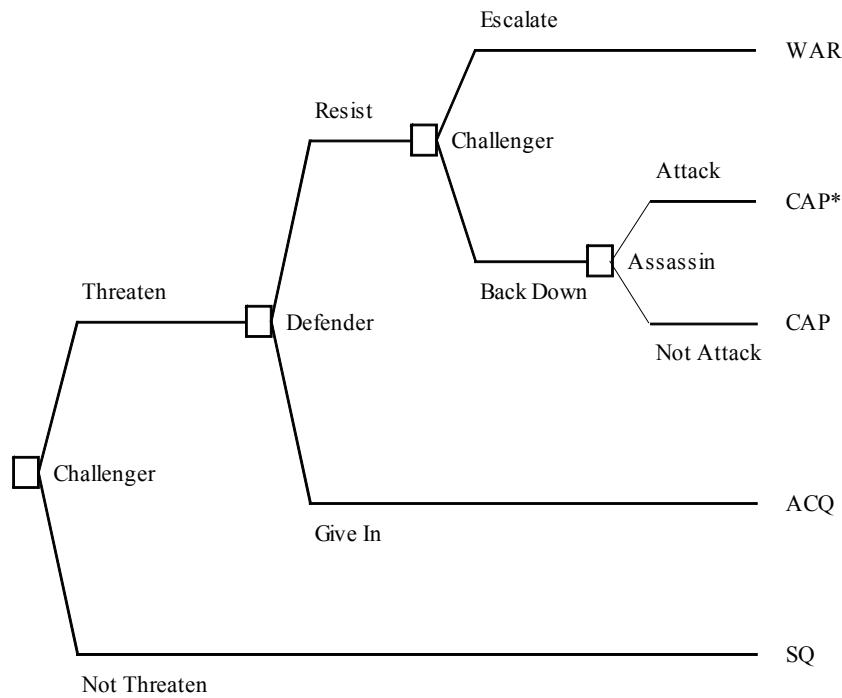 Escalate
WAR
Resist
Challenger
Attack
CAP*
Assassin
Threaten
Back Down
Defender
CAP
Not Attack
Challenger
ACQ
Give In
SQ
Not Threaten